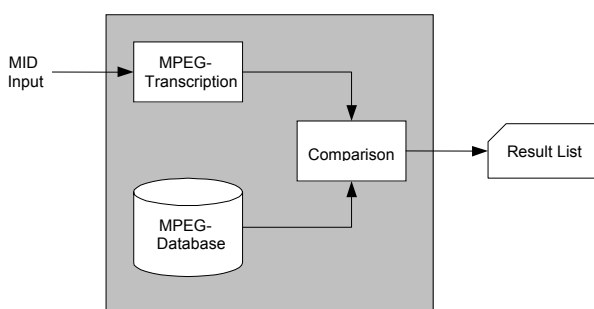 MID
Input
MPEG-
Transcription
Comparison
Result List
MPEG-
Database